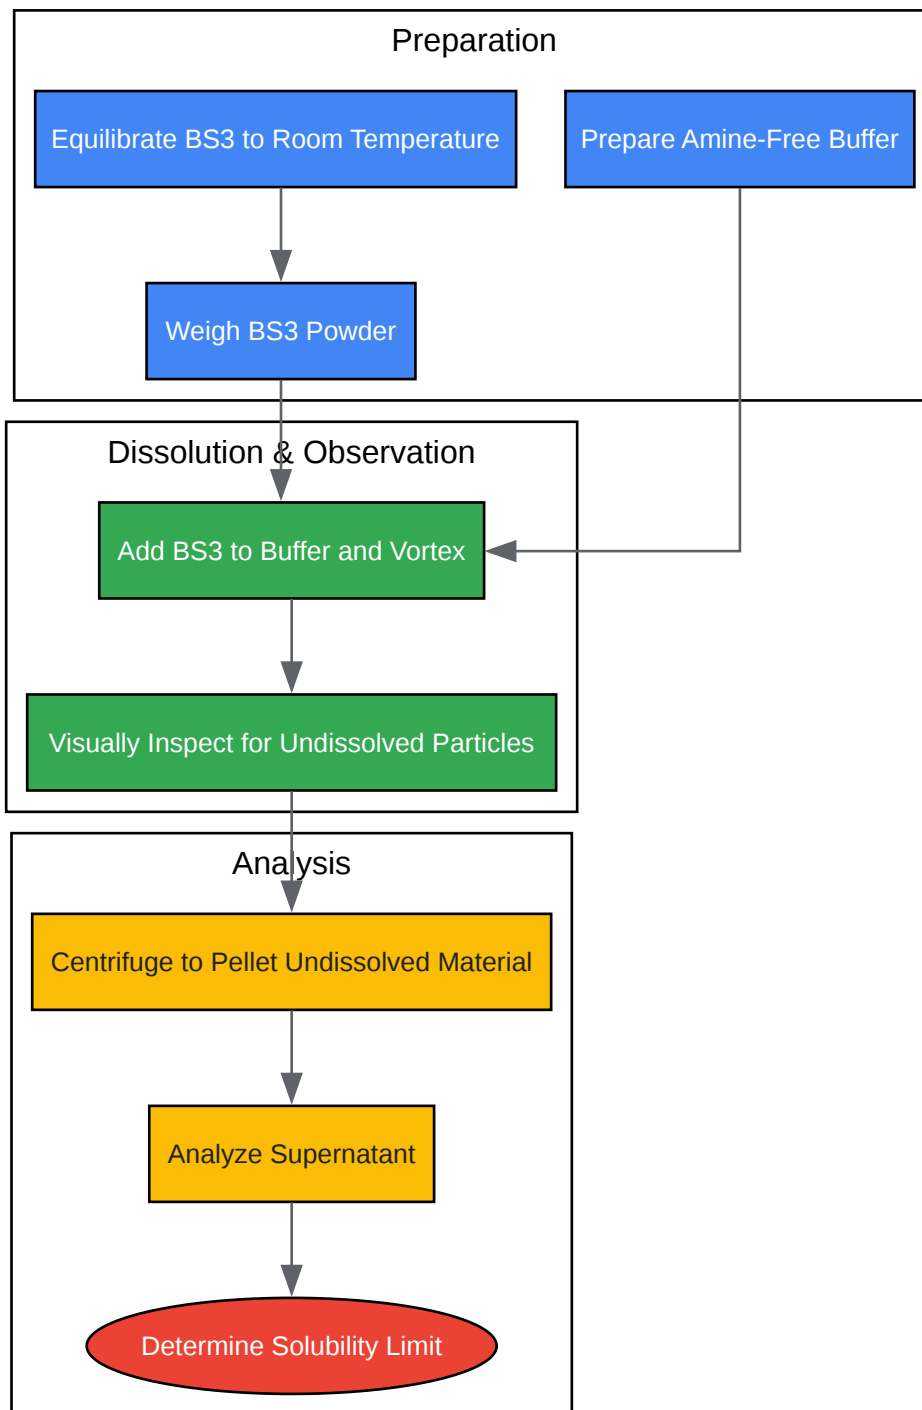 Preparation
Equilibrate BS3 to Room Temperature
Prepare Amine-Free Buffer
Weigh BS3 Powder
Dissolution & Observation
Add BS3 to Buffer and Vortex
Visually Inspect for Undissolved Particles
Analysis
Centrifuge to Pellet Undissolved Material
Analyze Supernatant
Determine Solubility Limit